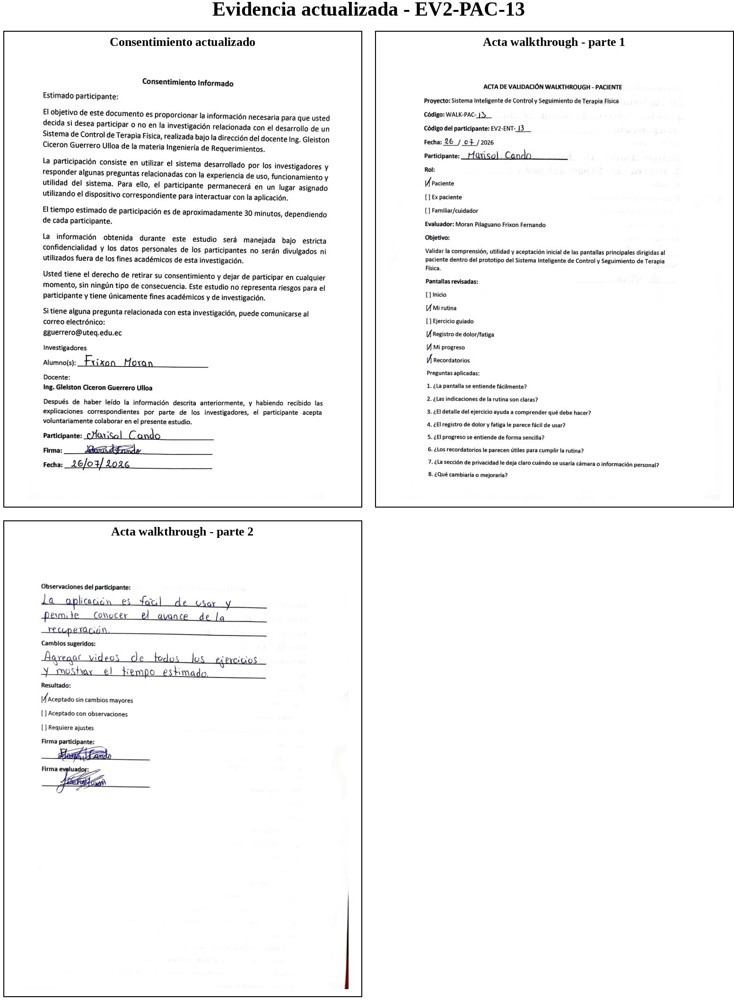 Evidencia actualizada - EV2-PAC-13
Consentimiento actualizado
Consentimiento Informado
Estimado participante:
El objetivo de este documento es proporcionar la información necesaria para que usted
decida si desea participar o no en la investigación relacionada con el desarrollo de un
Sistema de Control de Terapia Física, realizada bajo la dirección del docente Ing. Gleiston
Ciceron Guerrero Ulloa de la materia Ingeniería de Requerimientos.
La participación consiste en utilizar el sistema desarrollado por los investigadores y
responder algunas preguntas relacionadas con la experiencia de uso, funcionamiento y
utilidad del sistema. Para ello, el participante permanecerá en un lugar asignado
utilizando el dispositivo correspondiente para interactuar con la aplicación.
El tiempo estimado de participación es de aproximadamente 30 minutos, dependiendo
de cada participante.
La información obtenida durante este estudio será manejada bajo estricta
confidencialidad y los datos personales de los participantes no serán divulgados ni
utilizados fuera de los fines académicos de esta investigación.
Usted tiene el derecho de retirar su consentimiento y dejar de participar en cualquier
momento, sin ningún tipo de consecuencia. Este estudio no representa riesgos para el
participante y tiene únicamente fines académicos y de investigación.
Si tiene alguna pregunta relacionada con esta investigación, puede comunicarse al
correo electrónico:
gguerrero@uteq.edu.ec
Investigadores
Alumno(s): Frixon Moran
Docente:
Ing. Gleiston Ciceron Guerrero Ulloa
Después de haber leído la información descrita anteriormente, y habiendo recibido las
explicaciones correspondientes por parte de los investigadores, el participante acepta
voluntariamente colaborar en el presente estudio.
Participante: Marisol Cando
Firma: Marisol Cando
Fecha: 26/07/2026
Acta walkthrough - parte 1
ACTA DE VALIDACIÓN WALKTHROUGH - PACIENTE
Proyecto: Sistema Inteligente de Control y Seguimiento de Terapia Física
Código: WALK-PAC-13
Código del participante: EV2-ENT-13
Fecha: 26 / 07 / 2026
Participante: Marisol Cando
Rol:
[✓] Paciente
[ ] Ex paciente
[ ] Familiar/cuidador
Evaluador: Moran Pilaguano Frixon Fernando
Objetivo:
Validar la comprensión, utilidad y aceptación inicial de las pantallas principales dirigidas al
paciente dentro del prototipo del Sistema Inteligente de Control y Seguimiento de Terapia
Física.
Pantallas revisadas:
[ ] Inicio
[✓] Mi rutina
[ ] Ejercicio guiado
[✓] Registro de dolor/fatiga
[✓] Mi progreso
[✓] Recordatorios
Preguntas aplicadas:
1. ¿La pantalla se entiende fácilmente?
2. ¿Las indicaciones de la rutina son claras?
3. ¿El detalle del ejercicio ayuda a comprender qué debe hacer?
4. ¿El registro de dolor y fatiga le parece fácil de usar?
5. ¿El progreso se entiende de forma sencilla?
6. ¿Los recordatorios le parecen útiles para cumplir la rutina?
7. ¿La sección de privacidad le deja claro cuándo se usaría cámara o información personal?
8. ¿Qué cambiaría o mejoraría?
Acta walkthrough - parte 2
Observaciones del participante:
La aplicación es fácil de usar y
permite conocer el avance de la
recuperación.
Cambios sugeridos:
Agregar videos de todos los ejercicios
y mostrar el tiempo estimado.
Resultado:
[✓] Aceptado sin cambios mayores
[ ] Aceptado con observaciones
[ ] Requiere ajustes
Firma participante:
Marisol Cando
Firma evaluador: